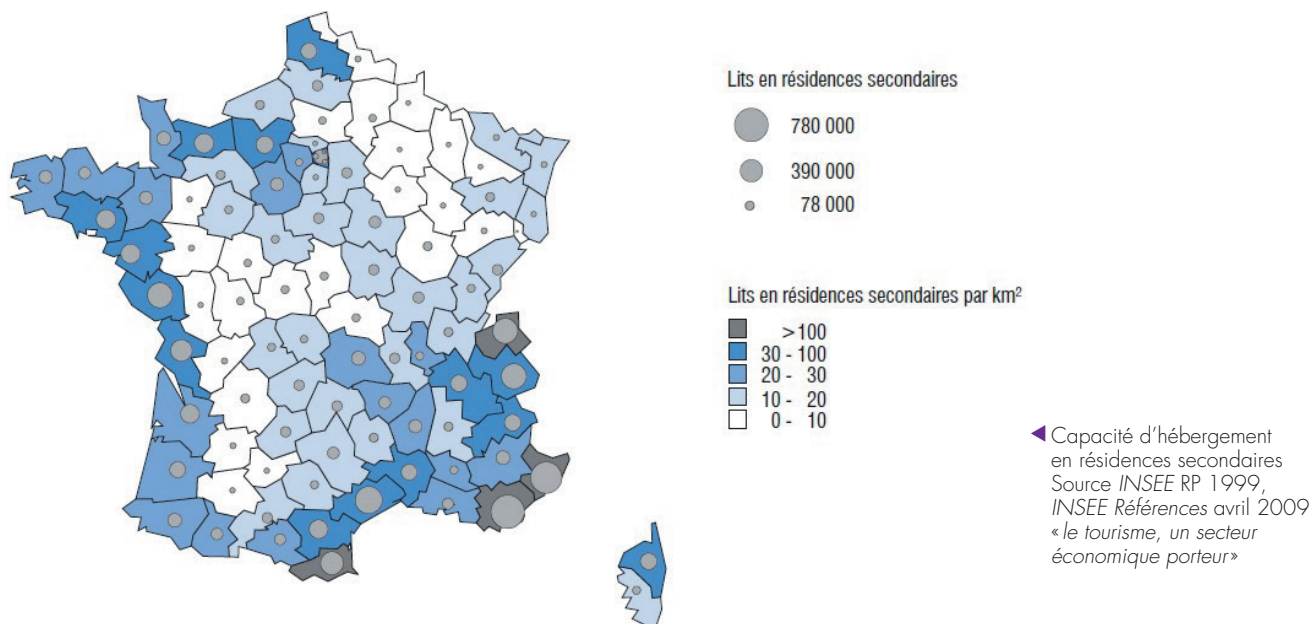 Lits en résidences secondaires
780 000
390 000
78 000
Lits en résidences secondaires par km²
>100
30 - 100
20 - 30
10 - 20
0 - 10
◀ Capacité d'hébergement
en résidences secondaires
Source INSEE RP 1999,
INSEE Références avril 2009
« le tourisme, un secteur
économique porteur»